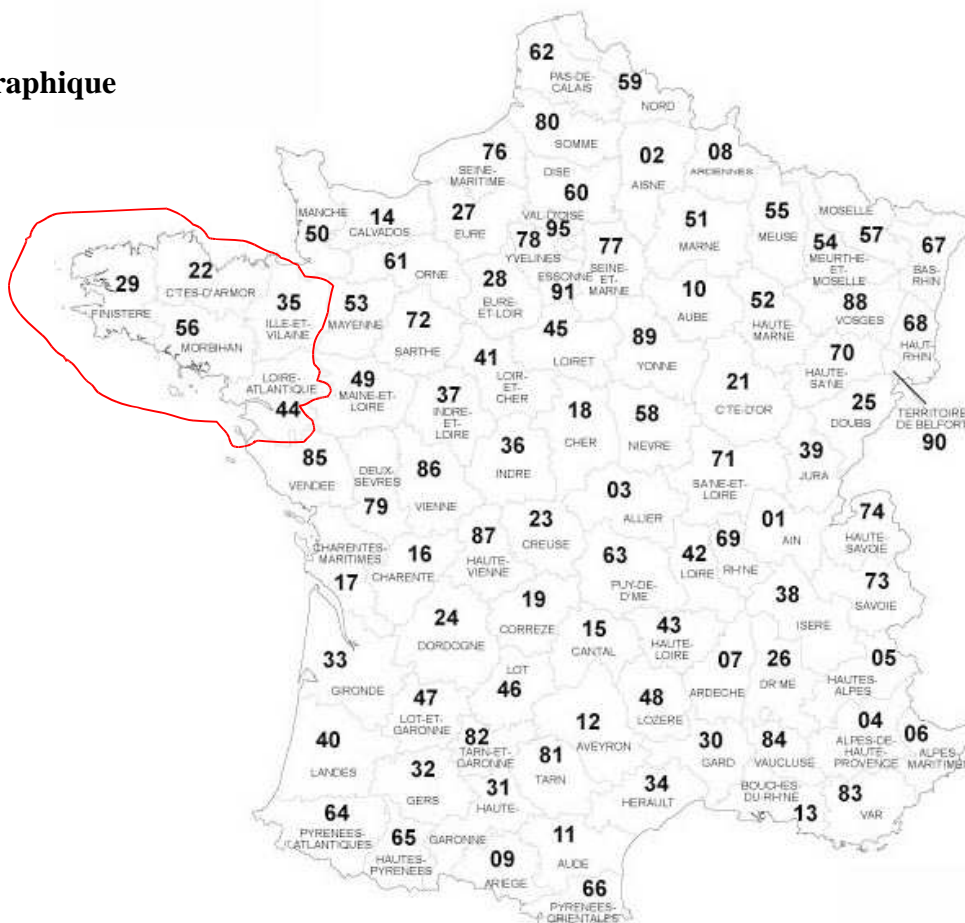 raphique
62
PAS-DE-
CALAIS
59
NORD
80
SOMME
76
SEINE-
MARITIME
02
AISNE
08
ARDENNES
OISE
60
MANCHE
50
14
CALVADOS
27
EURE
VAL-D'OISE
95
78
YVELINES
ESSONNE
91
77
SEINE-
ET-
MARNE
51
MARNE
55
MEUSE
MOSELLE
57
54
MEURTHE-
ET-
MOSELLE
67
BAS-
RHIN
61
ORNE
28
EURE-
ET-LOIR
10
AUBE
52
HAUTE-
MARNE
88
VOSGES
68
HAUT-
RHIN
29
FINISTERE
22
C'TES-D'ARMOR
35
ILLE-ET-
VILAINE
56
MORBIHAN
53
MAYENNE
72
SARTHE
41
LOIR-
ET-
CHER
45
LOIRET
89
YONNE
70
HAUTE-
SA'NE
LOIRE-
ATLANTIQUE
44
49
MAINE-ET-
LOIRE
37
INDRE-
ET-
LOIRE
18
CHER
58
NIEVRE
21
C'TE-D'OR
25
DOUBS
TERRITOIRE
DE BELFORT
90
85
VENDEE
DEUX-
SEVRES
79
86
VIENNE
36
INDRE
71
SA'NE-ET-
LOIRE
39
JURA
03
ALLIER
01
AIN
74
HAUTE-
SAVOIE
CHARENTES-
MARITIMES
17
16
CHARENTE
87
HAUTE-
VIENNE
23
CREUSE
63
PUY-DE-
D'ME
42
LOIRE
69
RH'NE
73
SAVOIE
38
ISERE
24
DORDOGNE
19
CORREZE
15
CANTAL
43
HAUTE-
LOIRE
07
ARDECHE
26
DR'ME
05
HAUTES-
ALPES
33
GIRONDE
LOT
46
47
LOT-ET-
GARONNE
48
LOZERE
12
AVEYRON
04
ALPES-DE-
HAUTE-
PROVENCE
06
ALPES-
MARITIME
40
LANDES
82
TARN-ET-
GARONNE
81
TARN
30
GARD
84
VAUCLUSE
32
GERS
31
HAUTE-
GARONNE
34
HERAULT
BOUCHES-
DU-RH'NE
13
83
VAR
64
PYRENEES-
ATLANTIQUES
65
HAUTES-
PYRENEES
09
ARIEGE
11
AUDE
66
PYRENEES-
ORIENTALES